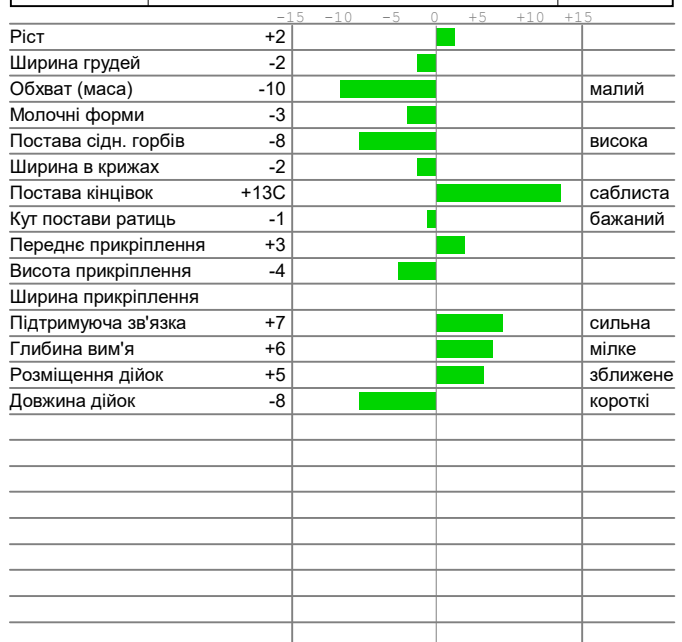 -15 -10 -5 0 +5 +10 +15
Ріст +2
Ширина грудей -2
Обхват (маса) -10 малий
Молочні форми -3
Постава сідн. горбів -8 висока
Ширина в крижах -2
Постава кінцівок +13С саблиста
Кут постави ратиць -1 бажаний
Переднє прикріплення +3
Висота прикріплення -4
Ширина прикріплення
Підтримуюча зв'язка +7 сильна
Глибина вим'я +6 мілке
Розміщення дійок +5 зближене
Довжина дійок -8 короткі